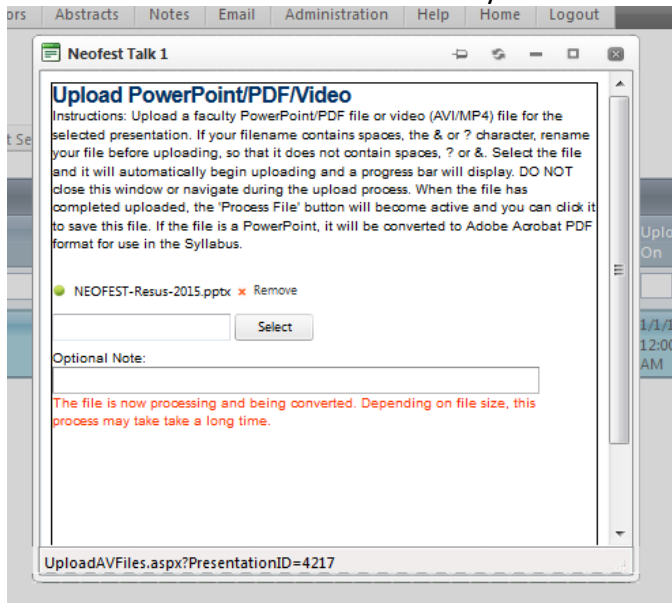 ors Abstracts Notes Email Administration Help Home Logout
Neofest Talk 1
Upload PowerPoint/PDF/Video
Instructions: Upload a faculty PowerPoint/PDF file or video (AVI/MP4) file for the
selected presentation. If your filename contains spaces, the & or ? character, rename
your file before uploading, so that it does not contain spaces, ? or &. Select the file
and it will automatically begin uploading and a progress bar will display. DO NOT
close this window or navigate during the upload process. When the file has
completed uploaded, the 'Process File' button will become active and you can click it
to save this file. If the file is a PowerPoint, it will be converted to Adobe Acrobat PDF
format for use in the Syllabus.
t Se
Uplo
On
NEOFEST-Resus-2015.pptx × Remove
Select
1/1/1
12:00
AM
Optional Note:
The file is now processing and being converted. Depending on file size, this
process may take take a long time.
UploadAVFiles.aspx?PresentationID=4217